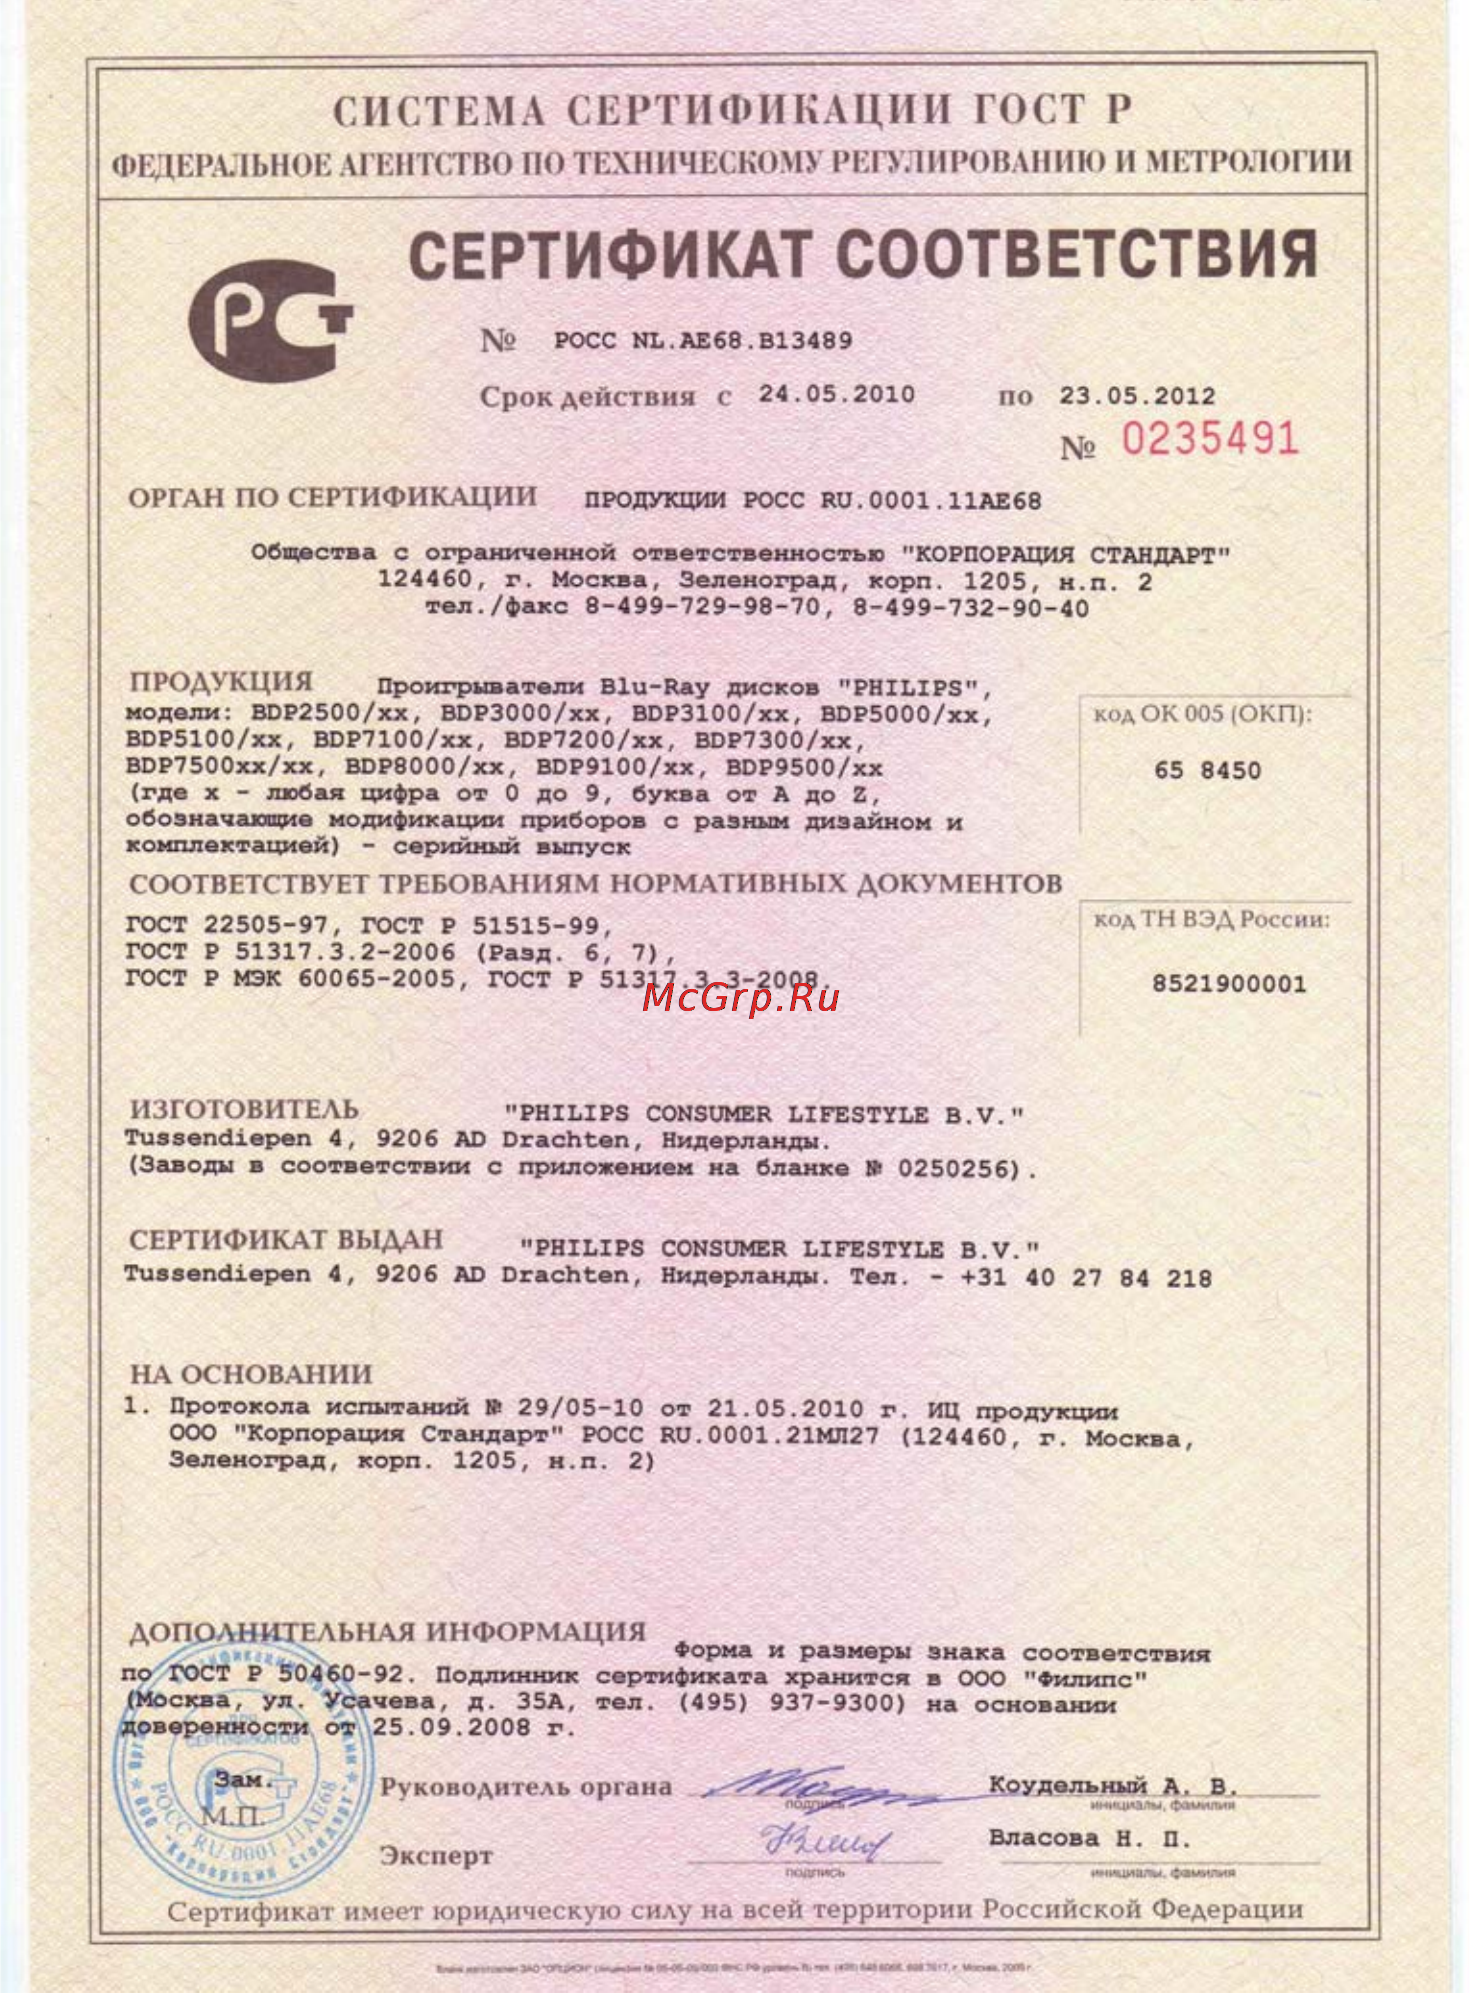 СИСТЕМА СЕРТИФИКАЦИИ ГОСТ Р
ФЕДЕРАЛЬНОЕ АГЕНТСТВО ПО ТЕХНИЧЕСКОМУ РЕГУЛИРОВАНИЮ И МЕТРОЛОГИИ
СЕРТИФИКАТ СООТВЕТСТВИЯ
РСТ
№ РОСС NL.АЕ68.В13489
Срок действия с 24.05.2010 по 23.05.2012
№ 0235491
ОРГАН ПО СЕРТИФИКАЦИИ ПРОДУКЦИИ РОСС RU.0001.11АЕ68
Общества с ограниченной ответственностью "КОРПОРАЦИЯ СТАНДАРТ"
124460, г. Москва, Зеленоград, корп. 1205, н.п. 2
тел./факс 8-499-729-98-70, 8-499-732-90-40
ПРОДУКЦИЯ Проигрыватели Blu-Ray дисков "PHILIPS",
модели: BDP2500/xx, BDP3000/xx, BDP3100/xx, BDP5000/xx,
BDP5100/xx, BDP7100/xx, BDP7200/xx, BDP7300/xx,
BDP7500xx/xx, BDP8000/xx, BDP9100/xx, BDP9500/xx
(где х - любая цифра от 0 до 9, буква от A до Z,
обозначающие модификации приборов с разным дизайном и
комплектацией) - серийный выпуск
код ОК 005 (ОКП):
65 8450
СООТВЕТСТВУЕТ ТРЕБОВАНИЯМ НОРМАТИВНЫХ ДОКУМЕНТОВ
ГОСТ 22505-97, ГОСТ Р 51515-99,
ГОСТ Р 51317.3.2-2006 (Разд. 6, 7),
ГОСТ Р МЭК 60065-2005, ГОСТ Р 51317.3.3-2008.
код ТН ВЭД России:
8521900001
McGrp.Ru
ИЗГОТОВИТЕЛЬ "PHILIPS CONSUMER LIFESTYLE B.V."
Tussendiepen 4, 9206 AD Drachten, Нидерланды.
(Заводы в соответствии с приложением на бланке № 0250256).
СЕРТИФИКАТ ВЫДАН "PHILIPS CONSUMER LIFESTYLE B.V."
Tussendiepen 4, 9206 AD Drachten, Нидерланды. Тел. - +31 40 27 84 218
НА ОСНОВАНИИ
1. Протокола испытаний № 29/05-10 от 21.05.2010 г. ИЦ продукции
ООО "Корпорация Стандарт" РОСС RU.0001.21МЛ27 (124460, г. Москва,
Зеленоград, корп. 1205, н.п. 2)
ДОПОЛНИТЕЛЬНАЯ ИНФОРМАЦИЯ Форма и размеры знака соответствия
по ГОСТ Р 50460-92. Подлинник сертификата хранится в ООО "Филипс"
(Москва, ул. Усачева, д. 35А, тел. (495) 937-9300) на основании
доверенности от 25.09.2008 г.
СЕРТИФИКАТОВ
РОСС RU.0001.11АЕ68
Зам. Руководитель органа Коудельный А. В.
подпись инициалы, фамилия
М.П.
Эксперт Власова Н. П.
подпись инициалы, фамилия
Сертификат имеет юридическую силу на всей территории Российской Федерации